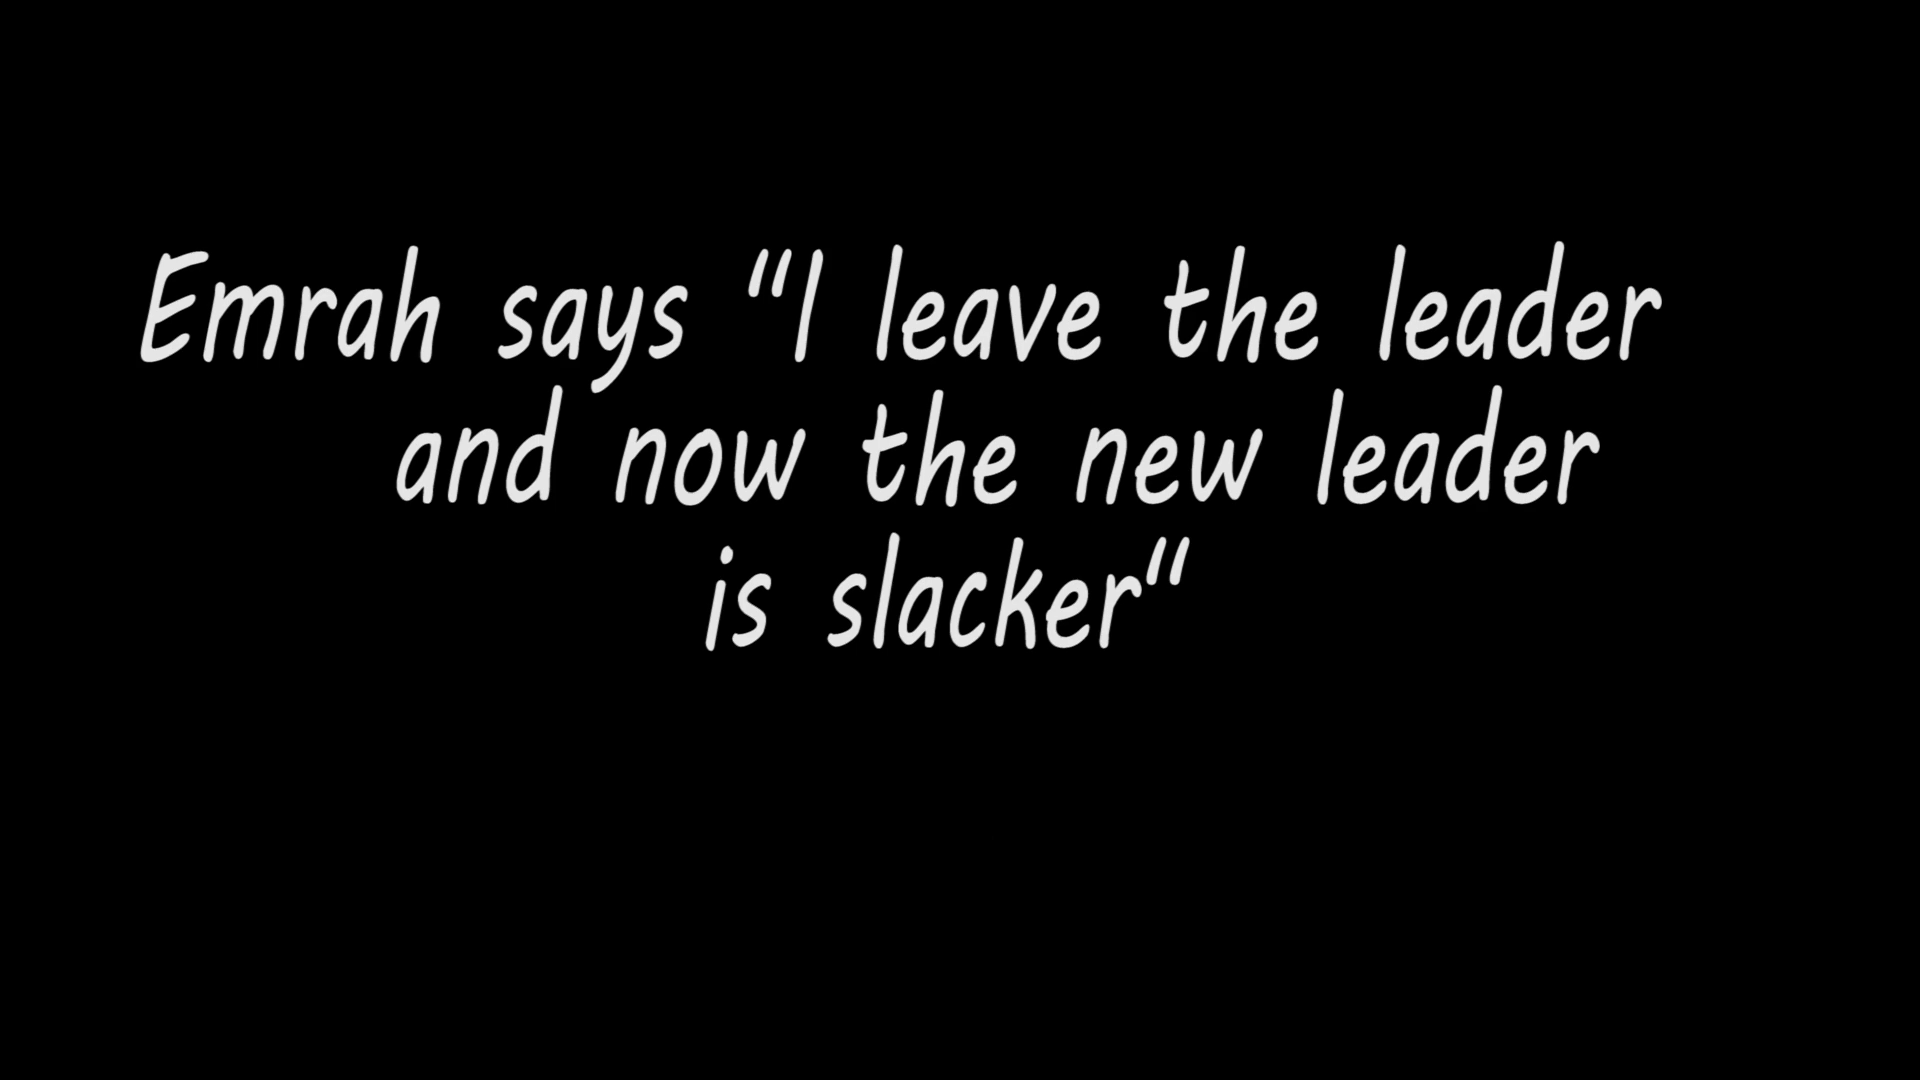 Emrah says "I leave the leader
and now the new leader
is slacker"